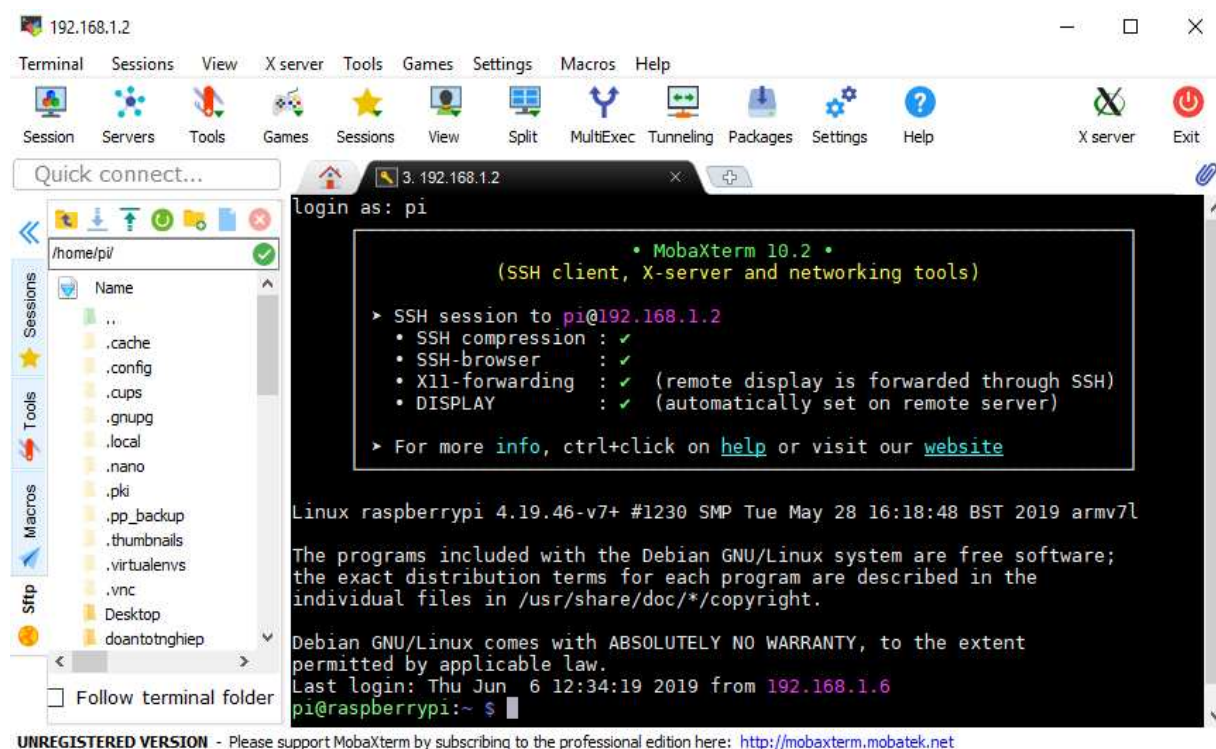 192.168.1.2
Terminal Sessions View X server Tools Games Settings Macros Help
Session Servers Tools Games Sessions View Split MultiExec Tunneling Packages Settings Help X server Exit
Quick connect...
3. 192.168.1.2
/home/pi/
Name
..
.cache
.config
.cups
.gnupg
.local
.nano
.pki
.pp_backup
.thumbnails
.virtualenvs
.vnc
Desktop
doantotnghiep
Follow terminal folder
Sessions
Tools
Macros
Sftp
login as: pi
• MobaXterm 10.2 •
(SSH client, X-server and networking tools)
➤ SSH session to pi@192.168.1.2
• SSH compression : ✔
• SSH-browser : ✔
• X11-forwarding : ✔ (remote display is forwarded through SSH)
• DISPLAY : ✔ (automatically set on remote server)
➤ For more info, ctrl+click on help or visit our website
Linux raspberrypi 4.19.46-v7+ #1230 SMP Tue May 28 16:18:48 BST 2019 armv7l
The programs included with the Debian GNU/Linux system are free software;
the exact distribution terms for each program are described in the
individual files in /usr/share/doc/*/copyright.
Debian GNU/Linux comes with ABSOLUTELY NO WARRANTY, to the extent
permitted by applicable law.
Last login: Thu Jun  6 12:34:19 2019 from 192.168.1.6
pi@raspberrypi:~ $
UNREGISTERED VERSION - Please support MobaXterm by subscribing to the professional edition here: http://mobaxterm.mobatek.net